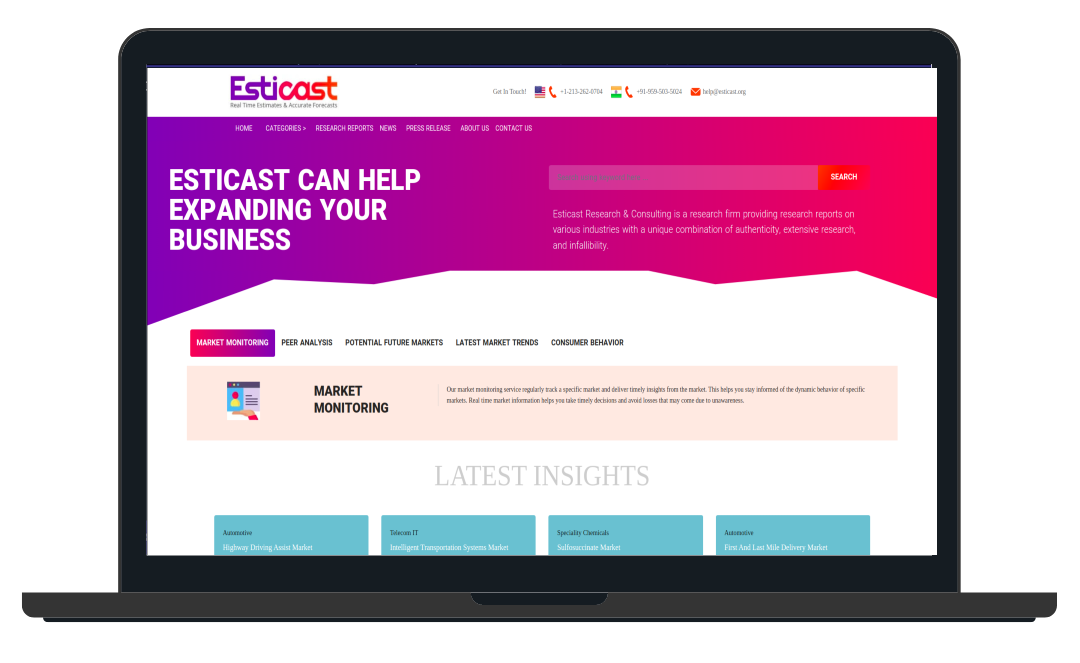 Esticast
Real Time Estimates & Accurate Forecasts
Get In Touch! +1-213-262-0704 +91-959-503-5024 help@esticast.org
HOME CATEGORIES > RESEARCH REPORTS NEWS PRESS RELEASE ABOUT US CONTACT US
ESTICAST CAN HELP
EXPANDING YOUR
BUSINESS
SEARCH
Esticast Research & Consulting is a research firm providing research reports on
various industries with a unique combination of authenticity, extensive research,
and infallibility.
MARKET MONITORING PEER ANALYSIS POTENTIAL FUTURE MARKETS LATEST MARKET TRENDS CONSUMER BEHAVIOR
MARKET
MONITORING
Our market monitoring service regularly track a specific market and deliver timely insights from the market. This helps you stay informed of the dynamic behavior of specific
markets. Real time market information helps you take timely decisions and avoid losses that may come due to unawareness.
LATEST INSIGHTS
Automotive
Highway Driving Assist Market
Telecom IT
Intelligent Transportation Systems Market
Speciality Chemicals
Sulfosuccinate Market
Automotive
First And Last Mile Delivery Market